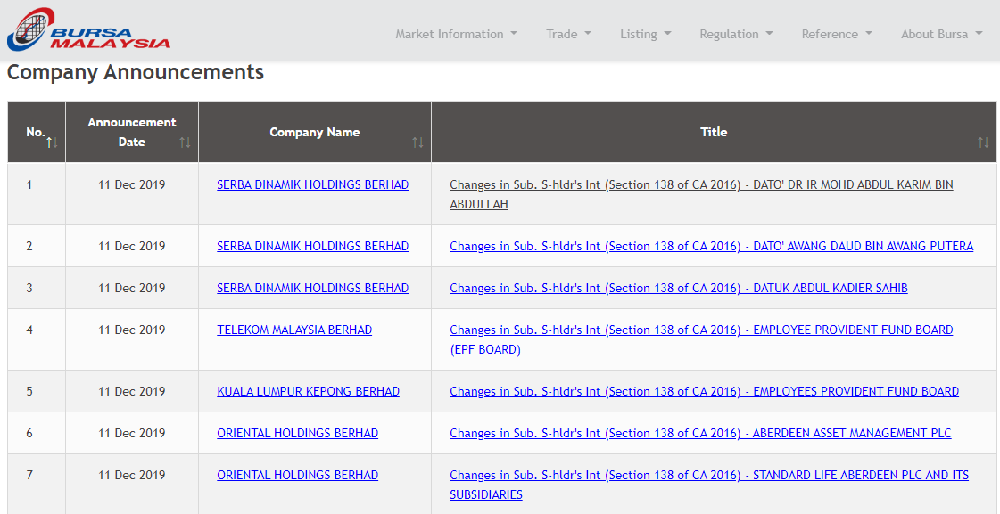 BURSA
MALAYSIA
Market Information Trade Listing Regulation Reference About Bursa
Company Announcements
No. Announcement Date Company Name Title
1 11 Dec 2019 SERBA DINAMIK HOLDINGS BERHAD Changes in Sub. S-hldr's Int (Section 138 of CA 2016) - DATO' DR IR MOHD ABDUL KARIM BIN
ABDULLAH
2 11 Dec 2019 SERBA DINAMIK HOLDINGS BERHAD Changes in Sub. S-hldr's Int (Section 138 of CA 2016) - DATO' AWANG DAUD BIN AWANG PUTERA
3 11 Dec 2019 SERBA DINAMIK HOLDINGS BERHAD Changes in Sub. S-hldr's Int (Section 138 of CA 2016) - DATUK ABDUL KADIER SAHIB
4 11 Dec 2019 TELEKOM MALAYSIA BERHAD Changes in Sub. S-hldr's Int (Section 138 of CA 2016) - EMPLOYEE PROVIDENT FUND BOARD
(EPF BOARD)
5 11 Dec 2019 KUALA LUMPUR KEPONG BERHAD Changes in Sub. S-hldr's Int (Section 138 of CA 2016) - EMPLOYEES PROVIDENT FUND BOARD
6 11 Dec 2019 ORIENTAL HOLDINGS BERHAD Changes in Sub. S-hldr's Int (Section 138 of CA 2016) - ABERDEEN ASSET MANAGEMENT PLC
7 11 Dec 2019 ORIENTAL HOLDINGS BERHAD Changes in Sub. S-hldr's Int (Section 138 of CA 2016) - STANDARD LIFE ABERDEEN PLC AND ITS
SUBSIDIARIES